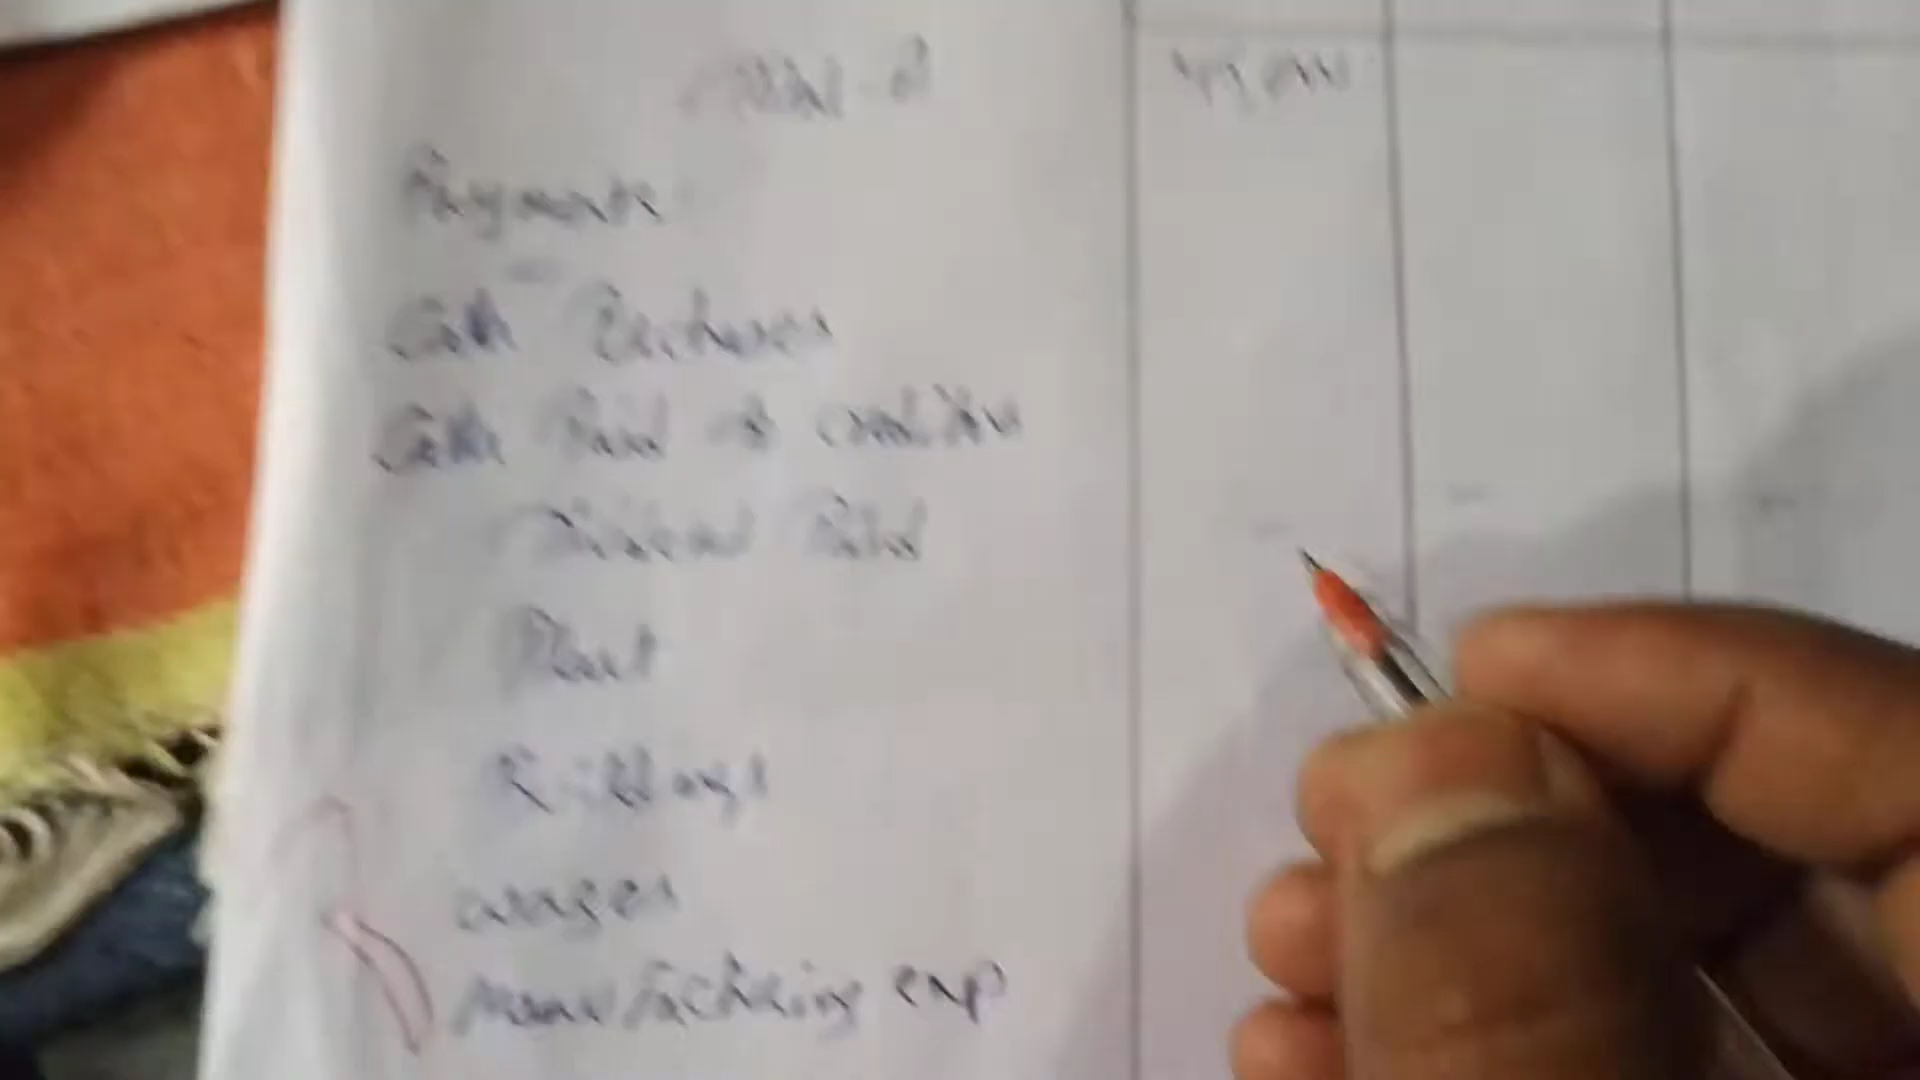 Payments
Cash Purchases
Cash Paid to creditors
Dividend Paid
Plant
Buildings
wages
Manufacturing exp